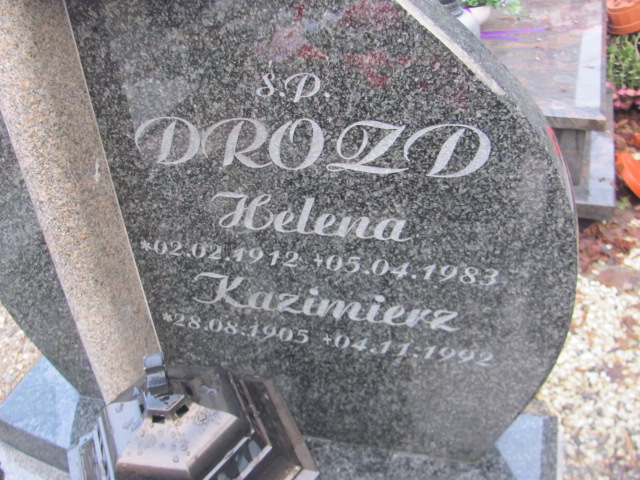 ś.P.
DROZD
Helena
*02.02.1912 +05.04.1983
Kazimierz
*28.08.1905 +04.11.1992